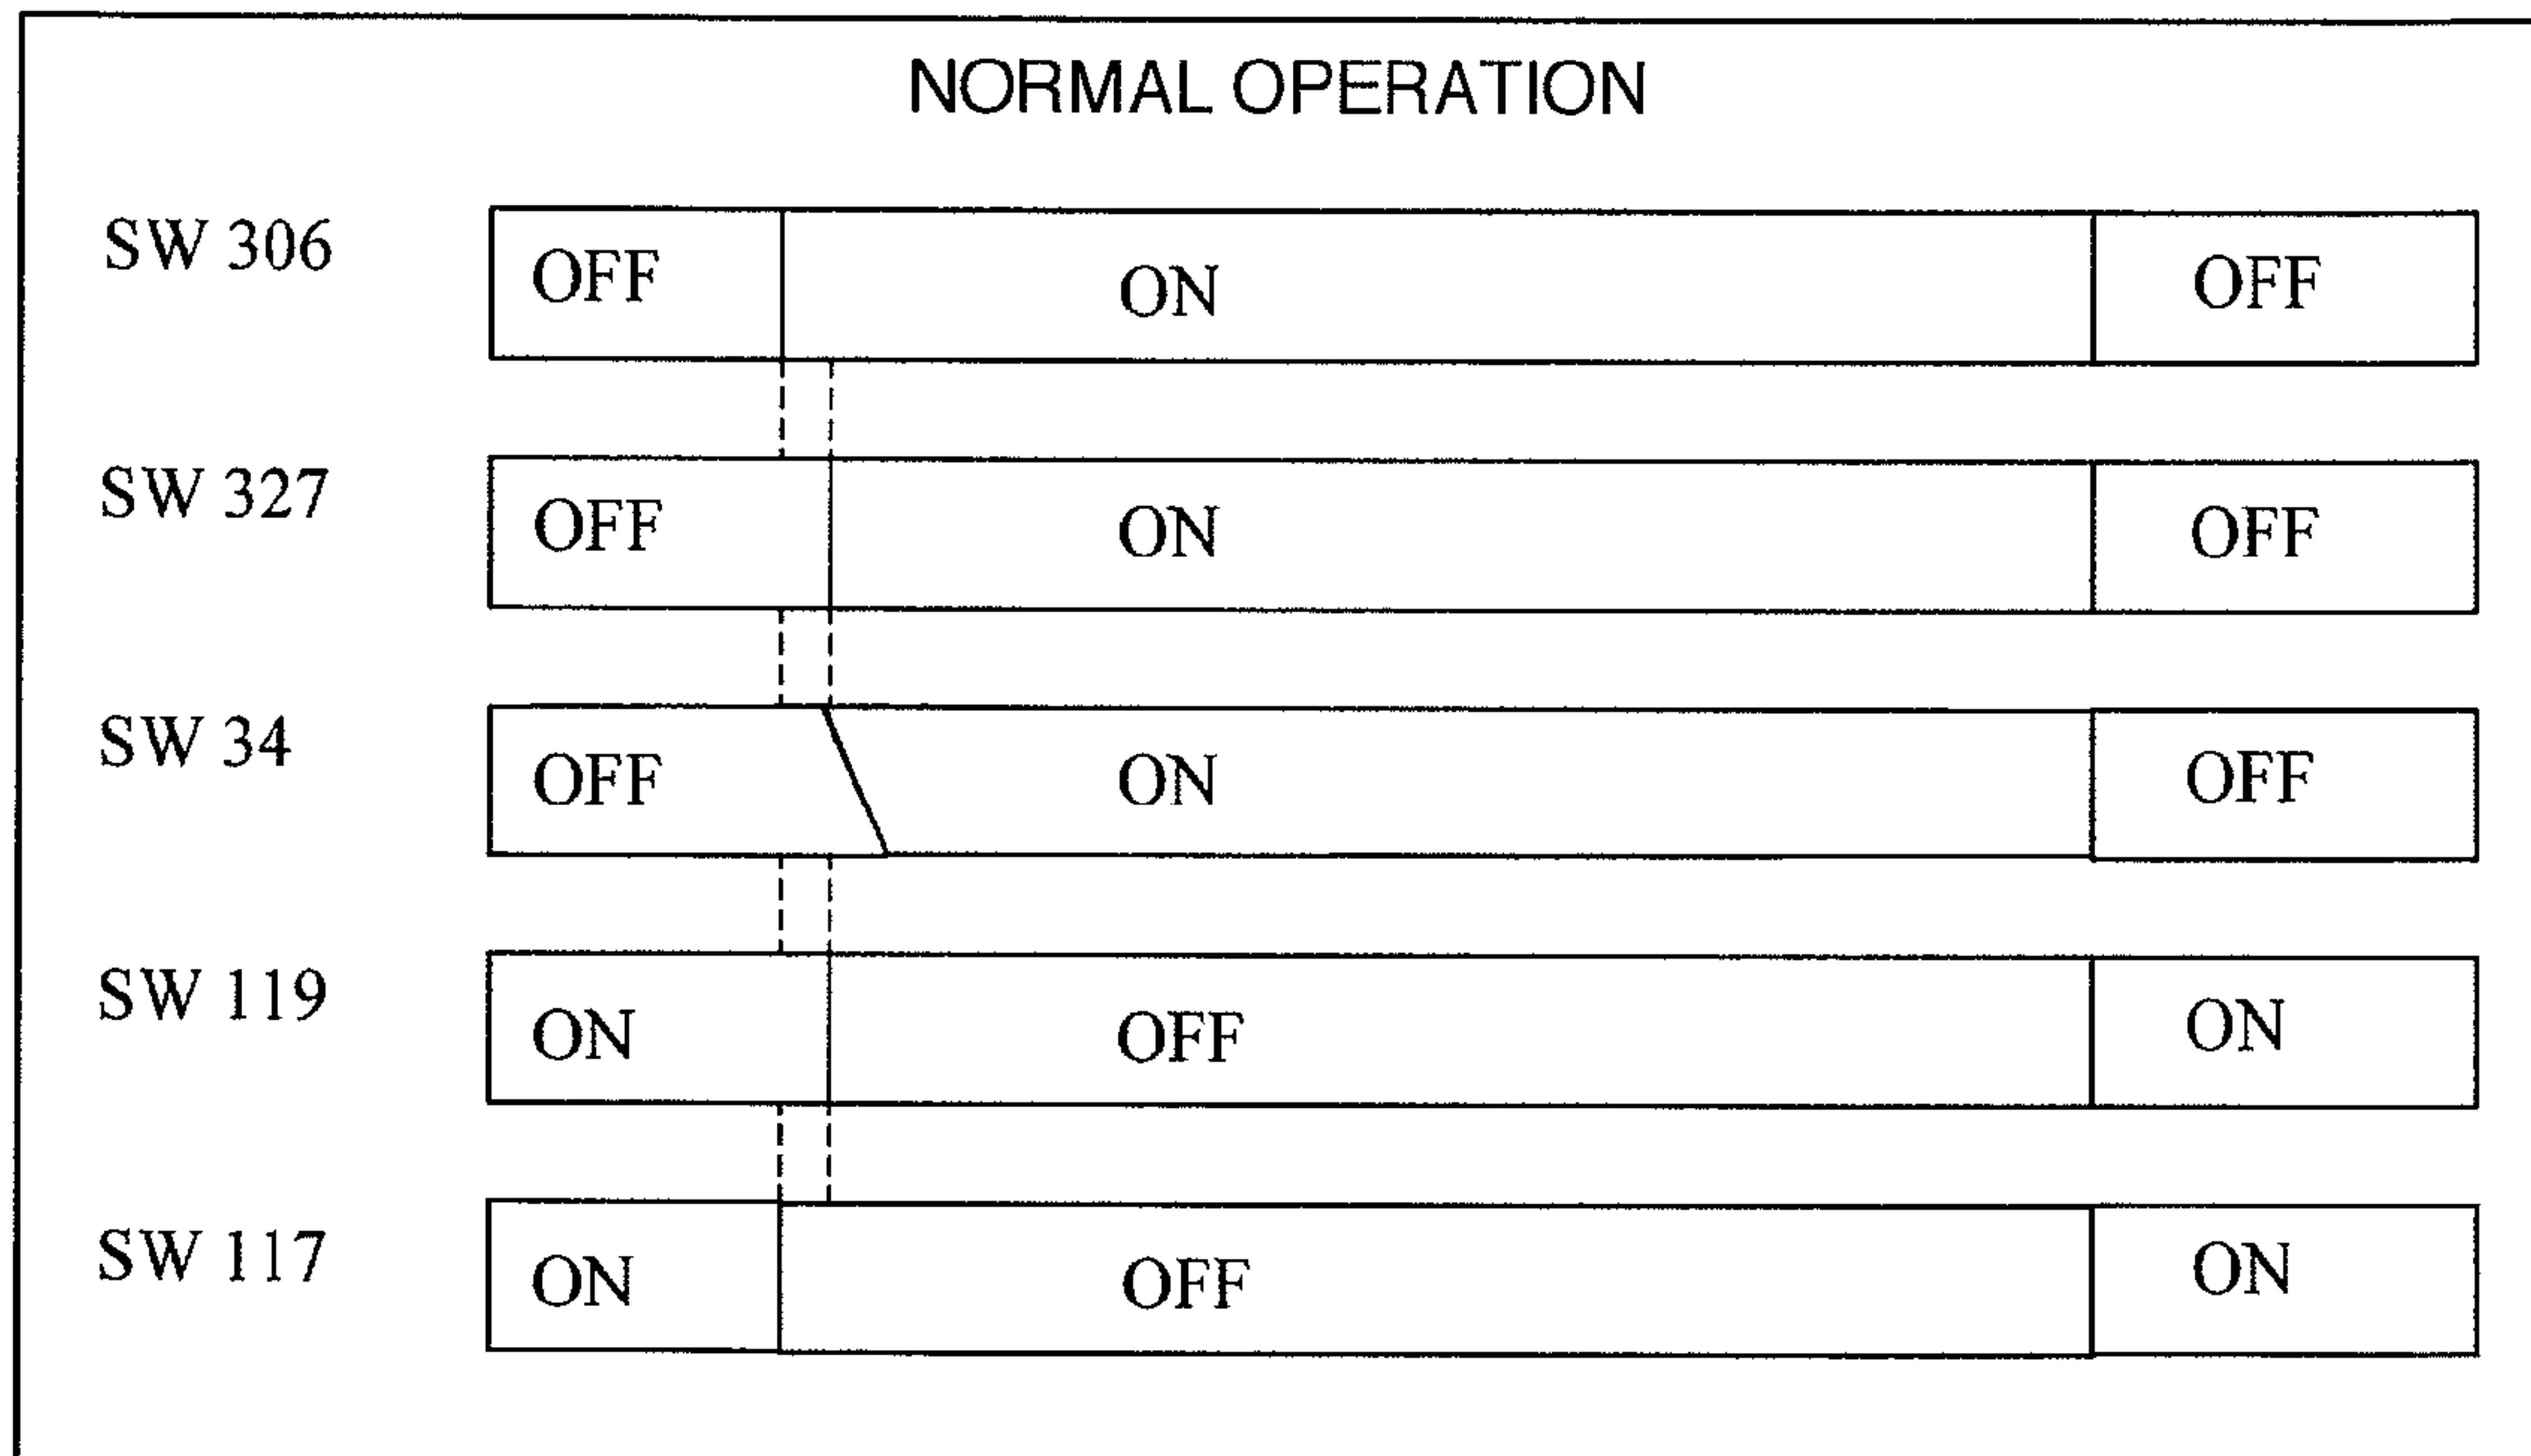 NORMAL OPERATION
SW 306 OFF ON OFF
SW 327 OFF ON OFF
SW 34 OFF ON OFF
SW 119 ON OFF ON
SW 117 ON OFF ON